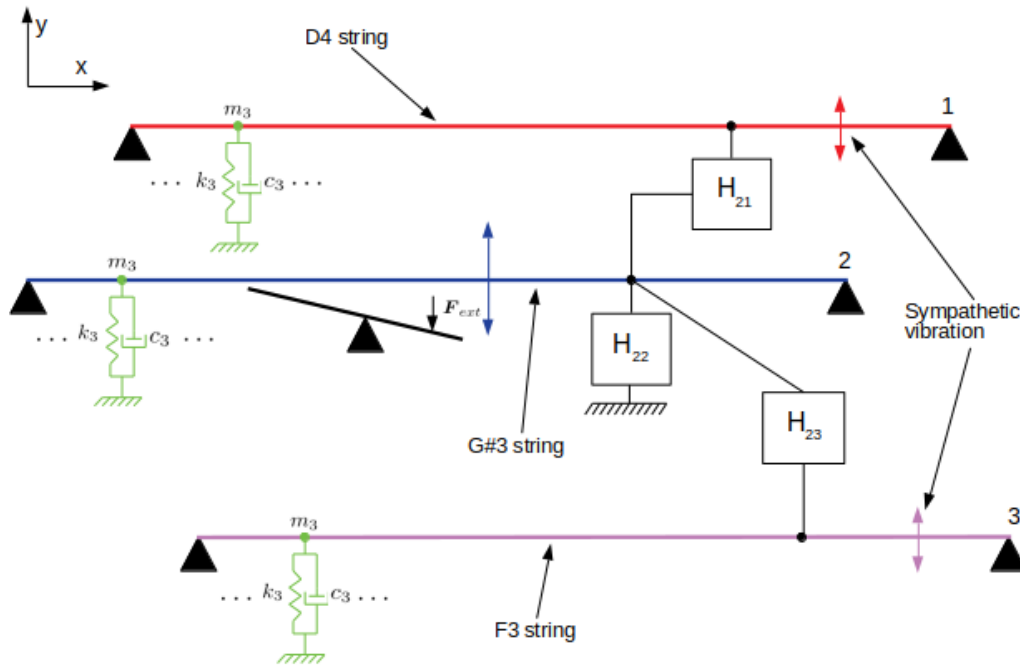 y
x
D4 string
1
m₃
··· k₃ c₃ ···
H₂₁
2
m₃
··· k₃ c₃ ···
F_ext
H₂₂
Sympathetic
vibration
G#3 string
H₂₃
3
m₃
··· k₃ c₃ ···
F3 string